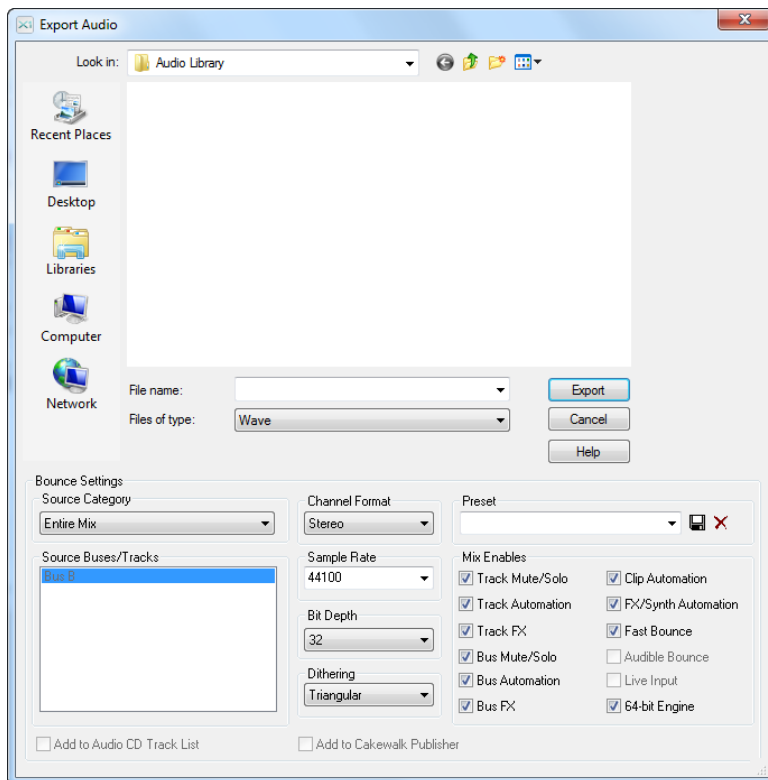 Export Audio
Look in: Audio Library
Recent Places
Desktop
Libraries
Computer
Network
File name: Export
Files of type: Wave Cancel
Help
Bounce Settings
Source Category Channel Format Preset
Entire Mix Stereo
Source Buses/Tracks Sample Rate Mix Enables
Bus B 44100 Track Mute/Solo Clip Automation
Track Automation FX/Synth Automation
Bit Depth Track FX Fast Bounce
32 Bus Mute/Solo Audible Bounce
Dithering Bus Automation Live Input
Triangular Bus FX 64-bit Engine
Add to Audio CD Track List Add to Cakewalk Publisher